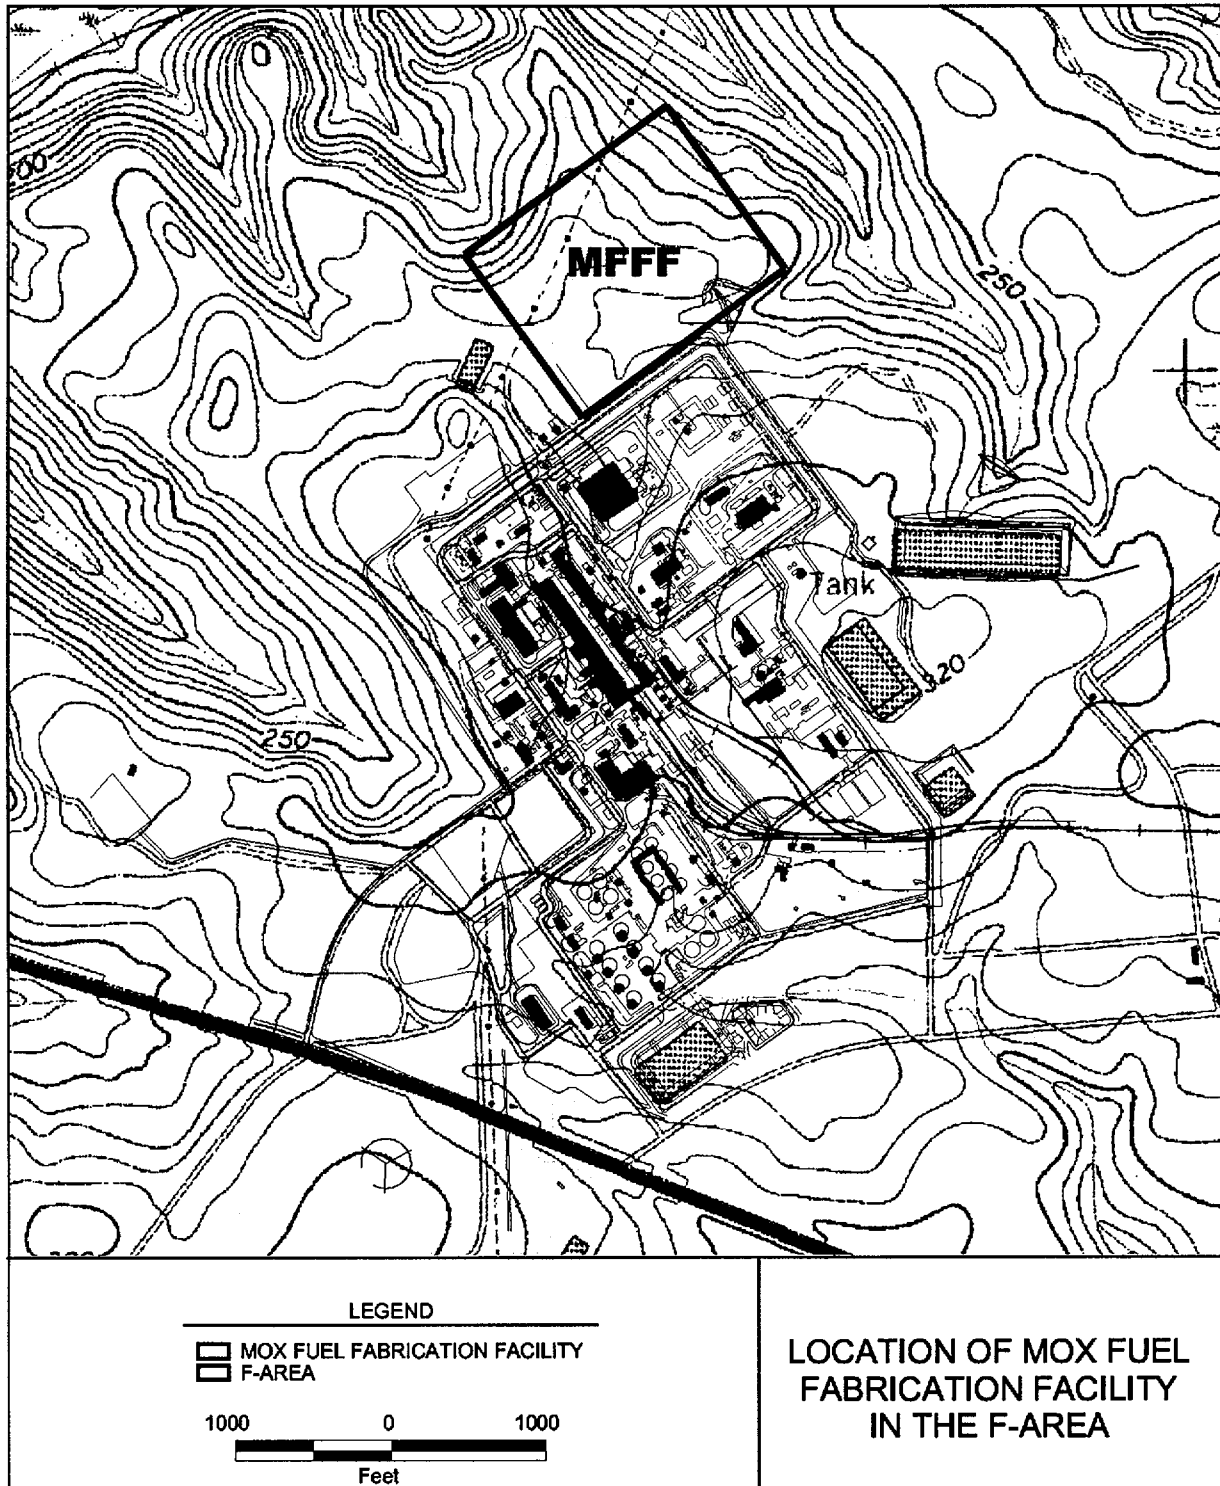 MFFF
250
Tank
320
250
LEGEND
MOX FUEL FABRICATION FACILITY
F-AREA
1000 0 1000
Feet
LOCATION OF MOX FUEL
FABRICATION FACILITY
IN THE F-AREA